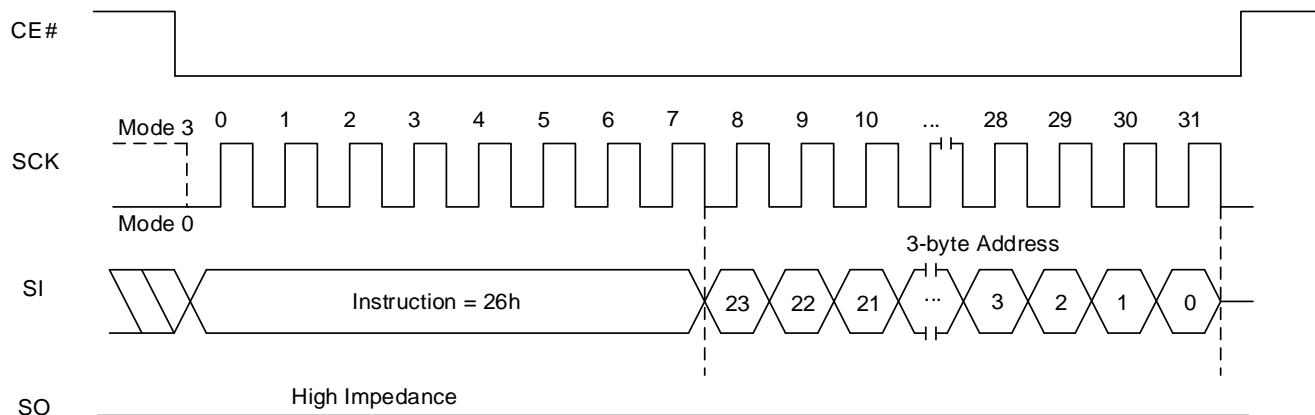 CE#
Mode 3 0 1 2 3 4 5 6 7 8 9 10 ... 28 29 30 31
SCK
Mode 0
3-byte Address
SI Instruction = 26h 23 22 21 ... 3 2 1 0
High Impedance
SO